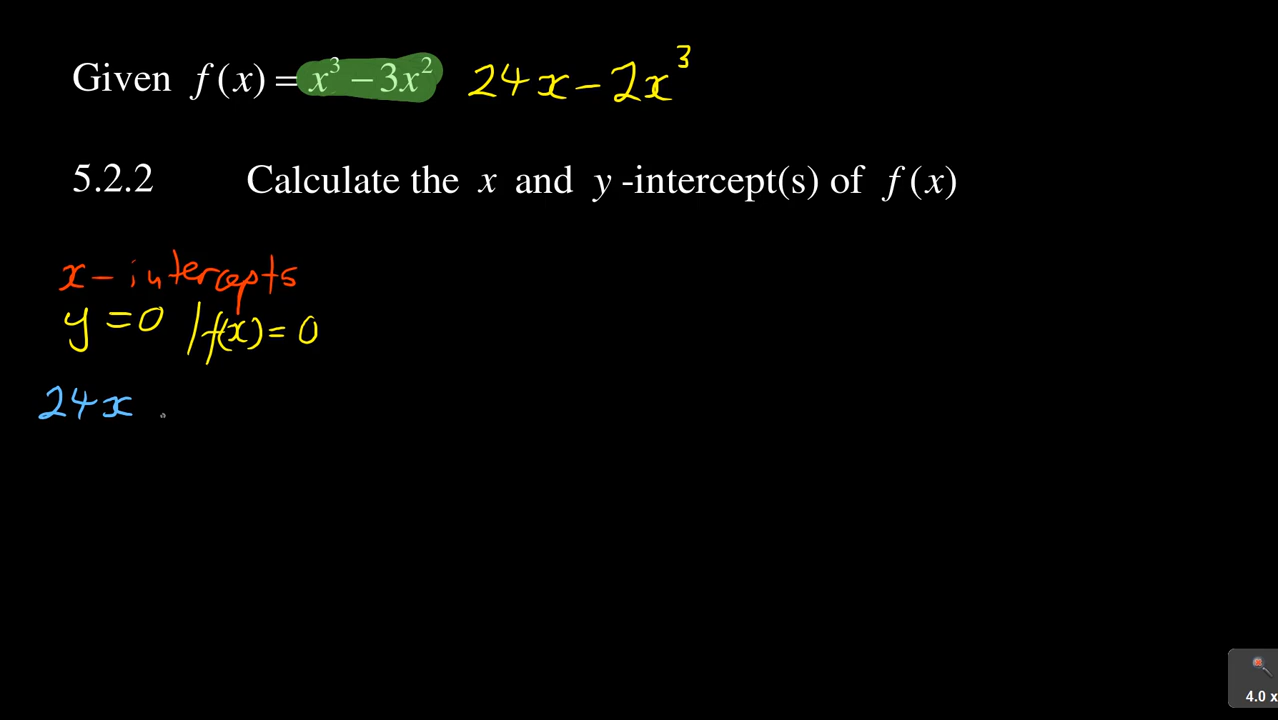 Given f(x) = x³ − 3x² 24x − 2x³
5.2.2 Calculate the x and y -intercept(s) of f(x)
x - intercepts
y = 0 / f(x) = 0
24x
4.0 x